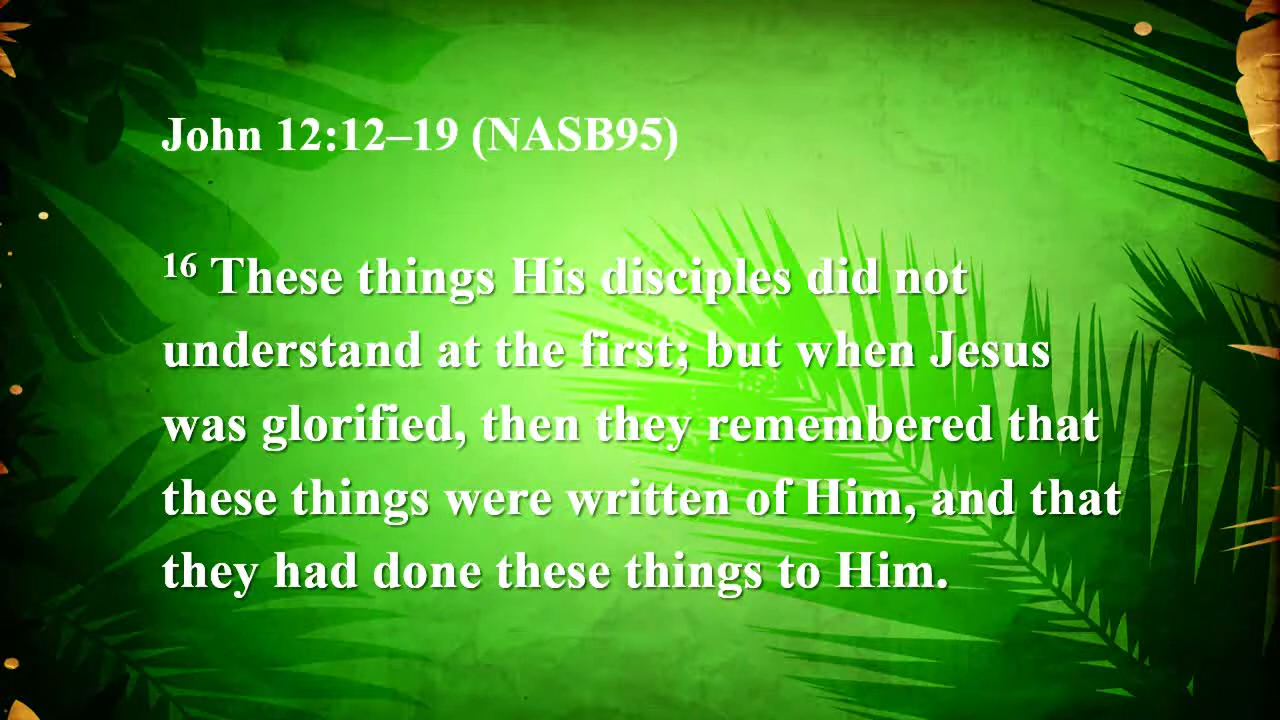 John 12:12–19 (NASB95)
16 These things His disciples did not
understand at the first; but when Jesus
was glorified, then they remembered that
these things were written of Him, and that
they had done these things to Him.